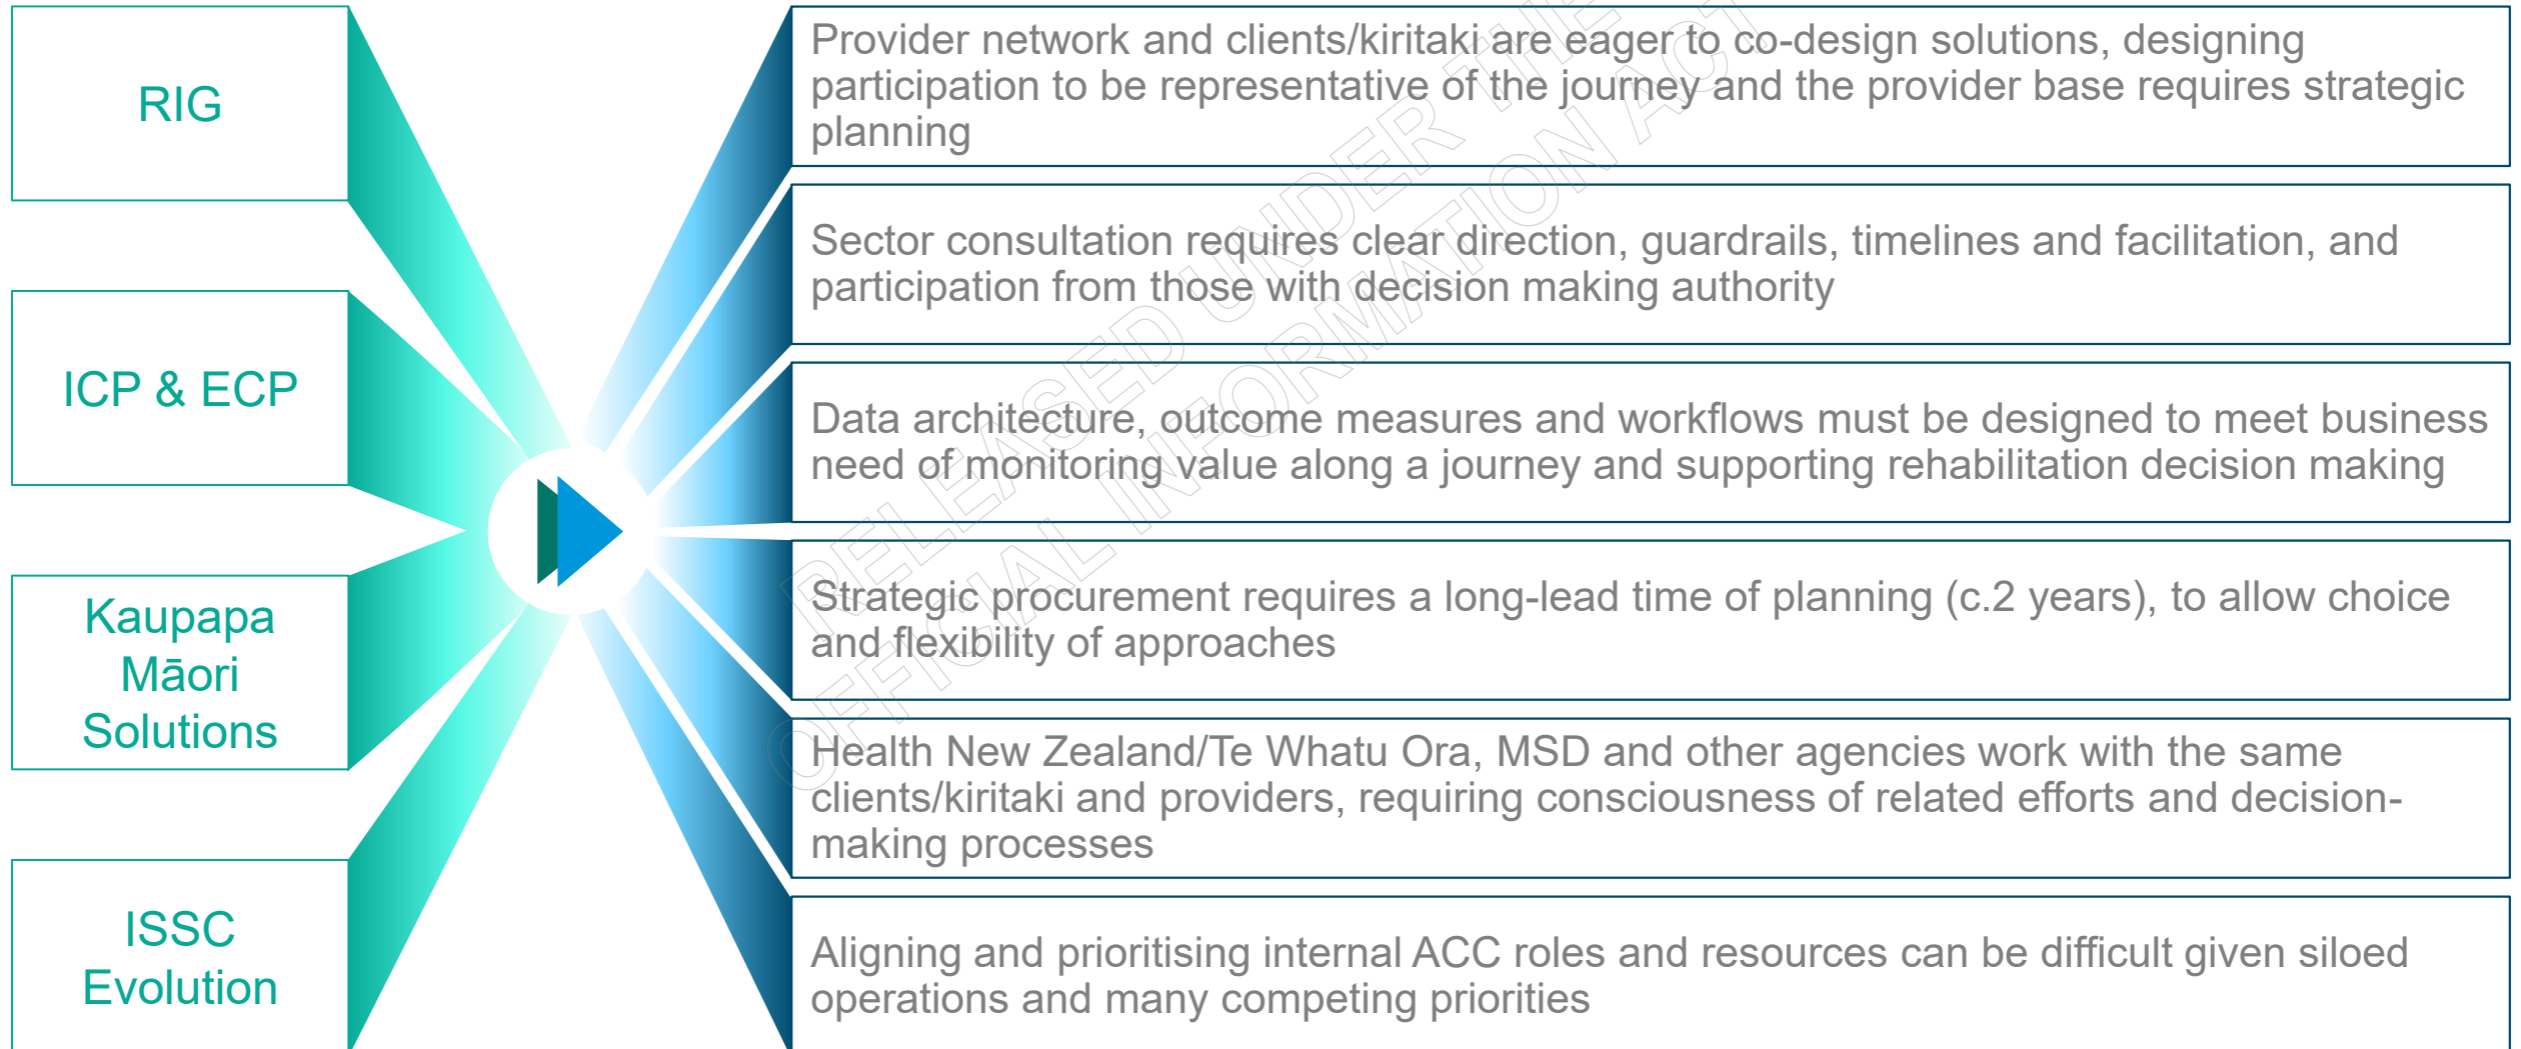 RIG
ICP & ECP
Kaupapa
Māori
Solutions
ISSC
Evolution
Provider network and clients/kiritaki are eager to co-design solutions, designing
participation to be representative of the journey and the provider base requires strategic
planning
Sector consultation requires clear direction, guardrails, timelines and facilitation, and
participation from those with decision making authority
Data architecture, outcome measures and workflows must be designed to meet business
need of monitoring value along a journey and supporting rehabilitation decision making
Strategic procurement requires a long-lead time of planning (c.2 years), to allow choice
and flexibility of approaches
Health New Zealand/Te Whatu Ora, MSD and other agencies work with the same
clients/kiritaki and providers, requiring consciousness of related efforts and decision-
making processes
Aligning and prioritising internal ACC roles and resources can be difficult given siloed
operations and many competing priorities
RELEASED UNDER THE
OFFICIAL INFORMATION ACT